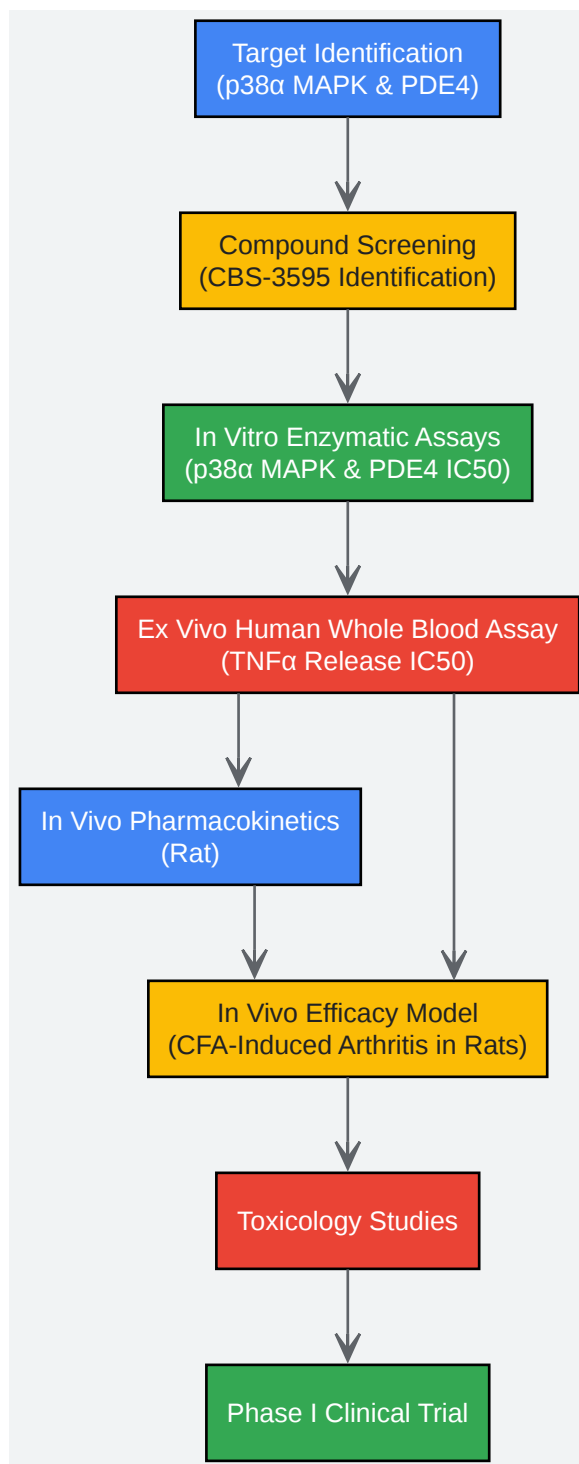 Target Identification
(p38α MAPK & PDE4)
Compound Screening
(CBS-3595 Identification)
In Vitro Enzymatic Assays
(p38α MAPK & PDE4 IC50)
Ex Vivo Human Whole Blood Assay
(TNFα Release IC50)
In Vivo Pharmacokinetics
(Rat)
In Vivo Efficacy Model
(CFA-Induced Arthritis in Rats)
Toxicology Studies
Phase I Clinical Trial